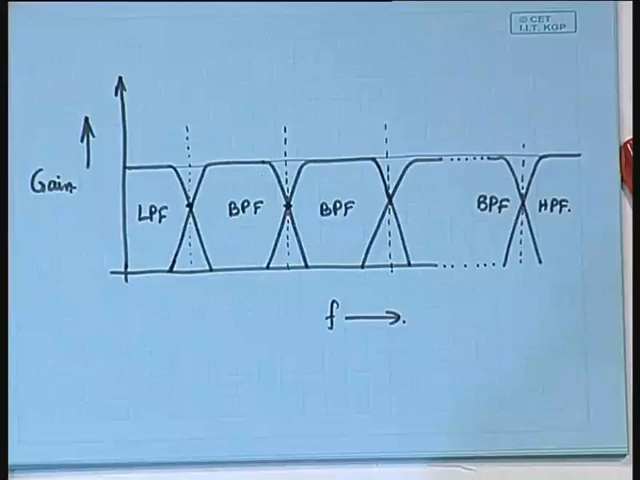 © CET
I.I.T. KGP
Gain
LPF
BPF
BPF
BPF
HPF.
f